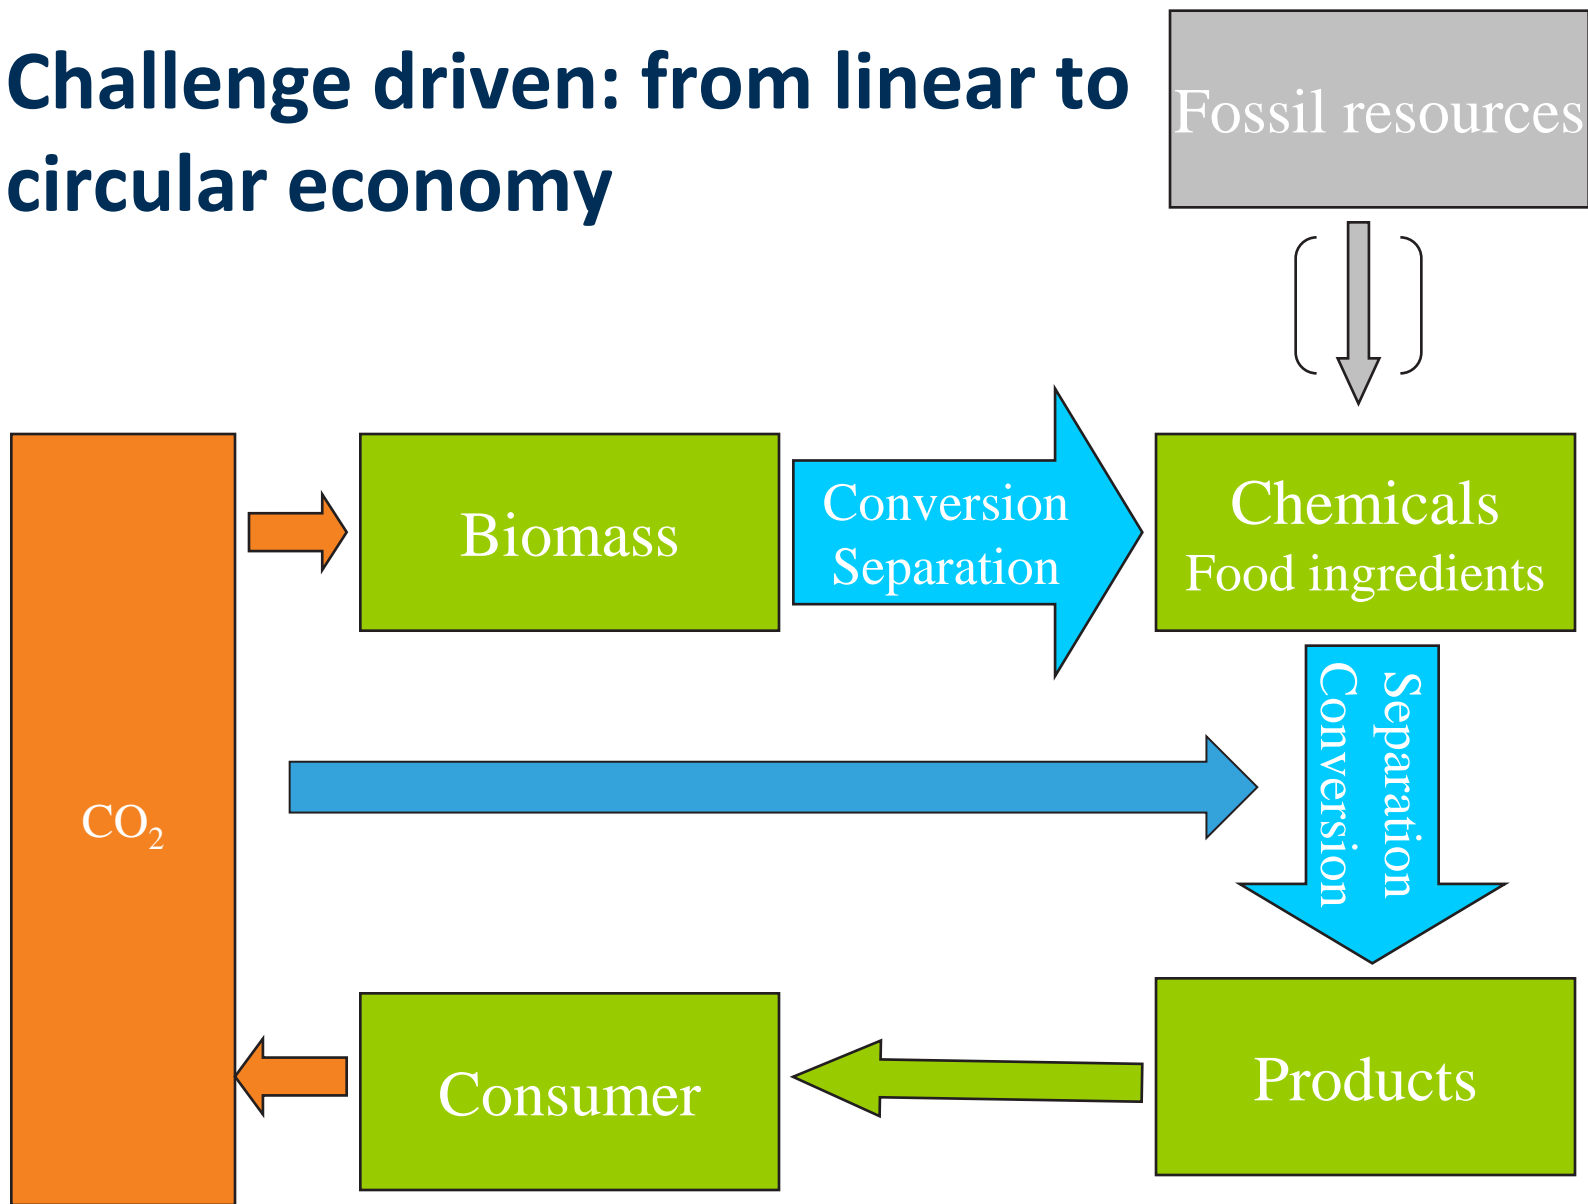 Challenge driven: from linear to
circular economy
Fossil resources
Biomass
Conversion
Separation
Chemicals
Food ingredients
Separation
Conversion
CO₂
Consumer
Products